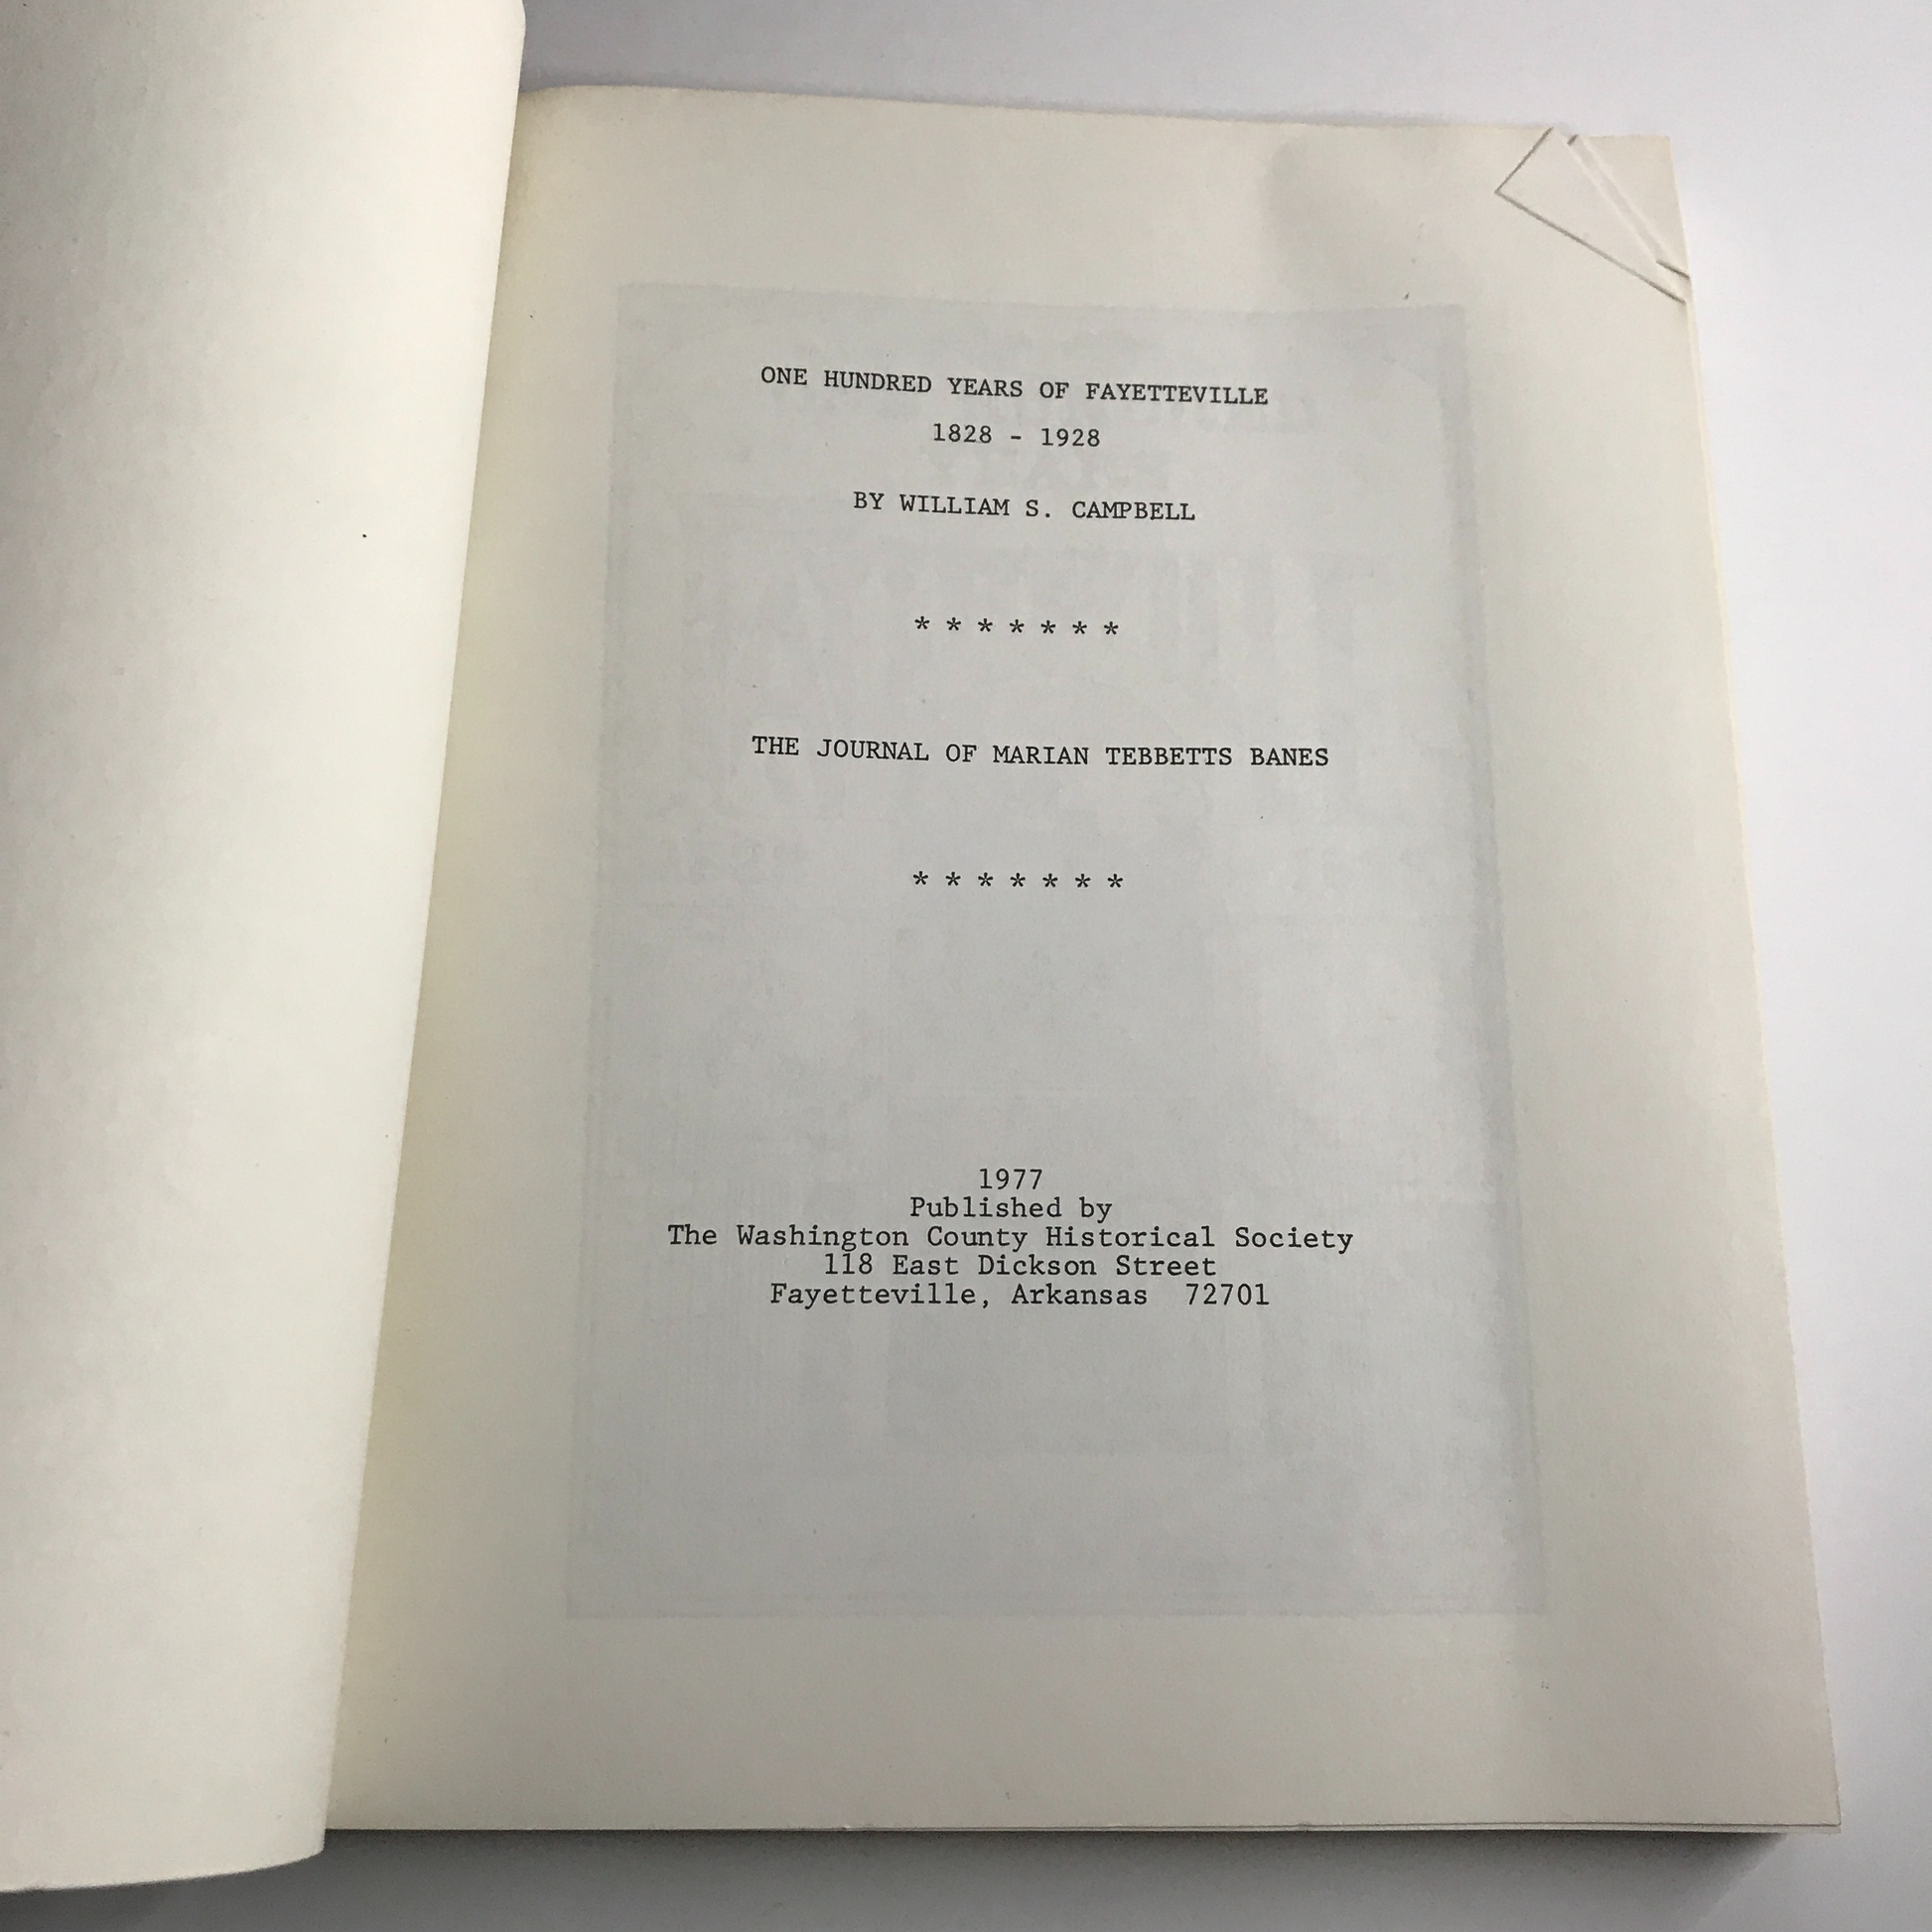 ONE HUNDRED YEARS OF FAYETTEVILLE
1828 - 1928
BY WILLIAM S. CAMPBELL
* * * * * * *
THE JOURNAL OF MARIAN TEBBETTS BANES
* * * * * * *
1977
Published by
The Washington County Historical Society
118 East Dickson Street
Fayetteville, Arkansas  72701